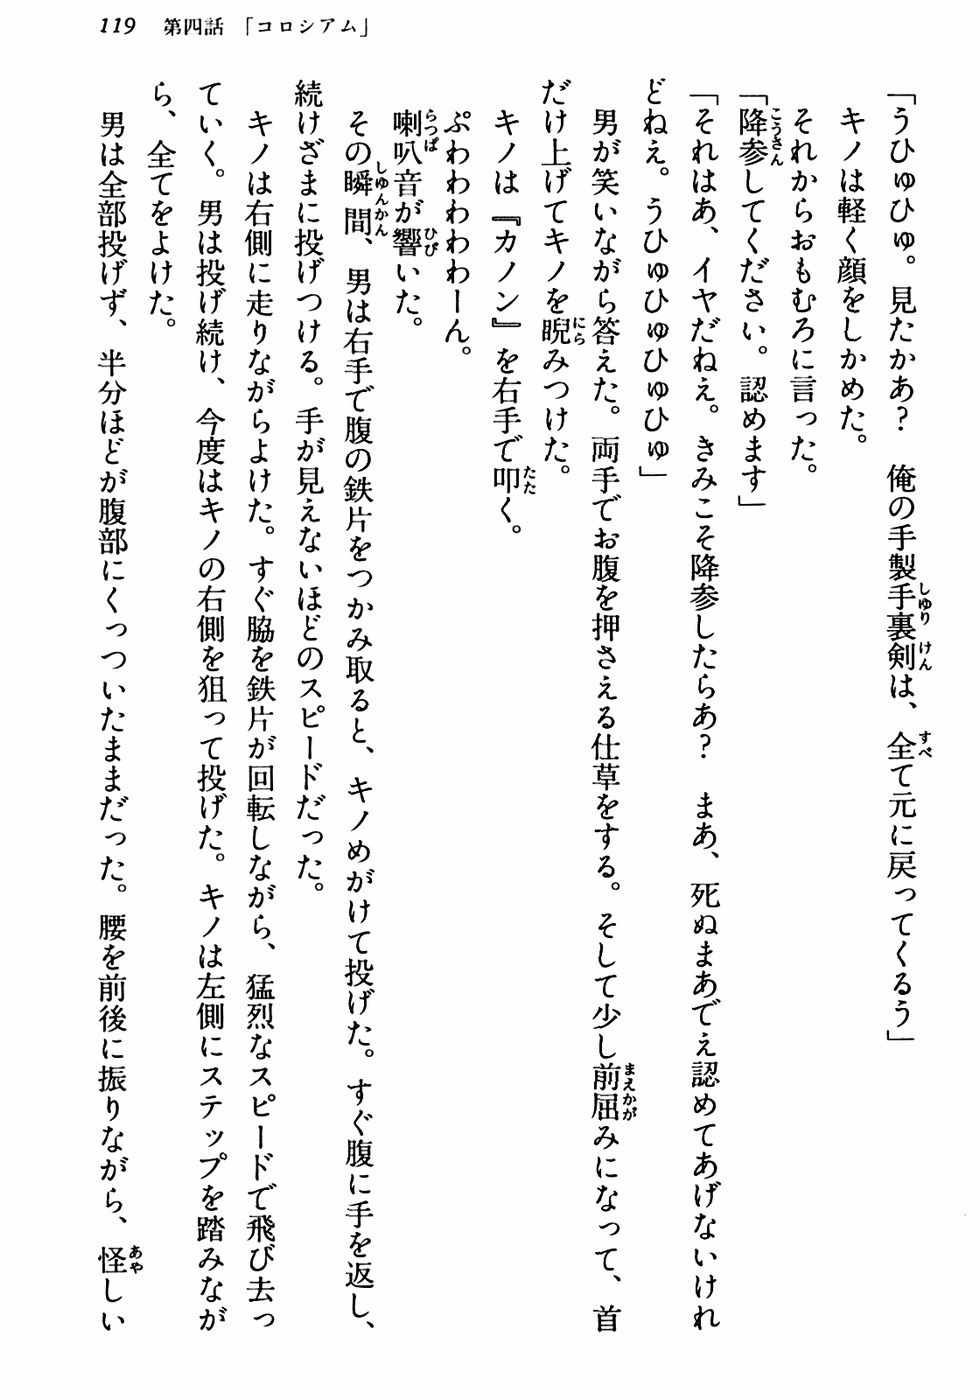 119 第四話「コロシアム」
「うひゅひゅ。見たかあ？　俺の手製手裏剣は、全て元に戻ってくるう」
キノは軽く顔をしかめた。
それからおもむろに言った。
「降参してください。認めます」
「それはあ、イヤだねえ。きみこそ降参したらあ？　まあ、死ぬまあでえ認めてあげないけれ
どねえ。うひゅひゅひゅひゅ」
男が笑いながら答えた。両手でお腹を押さえる仕草をする。そして少し前屈みになって、首
だけ上げてキノを睨みつけた。
キノは『カノン』を右手で叩く。
ぷわわわわわーん。
喇叭音が響いた。
その瞬間、男は右手で腹の鉄片をつかみ取ると、キノめがけて投げた。すぐ腹に手を返し、
続けざまに投げつける。手が見えないほどのスピードだった。
キノは右側に走りながらよけた。すぐ脇を鉄片が回転しながら、猛烈なスピードで飛び去っ
ていく。男は投げ続け、今度はキノの右側を狙って投げた。キノは左側にステップを踏みなが
ら、全てをよけた。
男は全部投げず、半分ほどが腹部にくっついたままだった。腰を前後に振りながら、怪しい